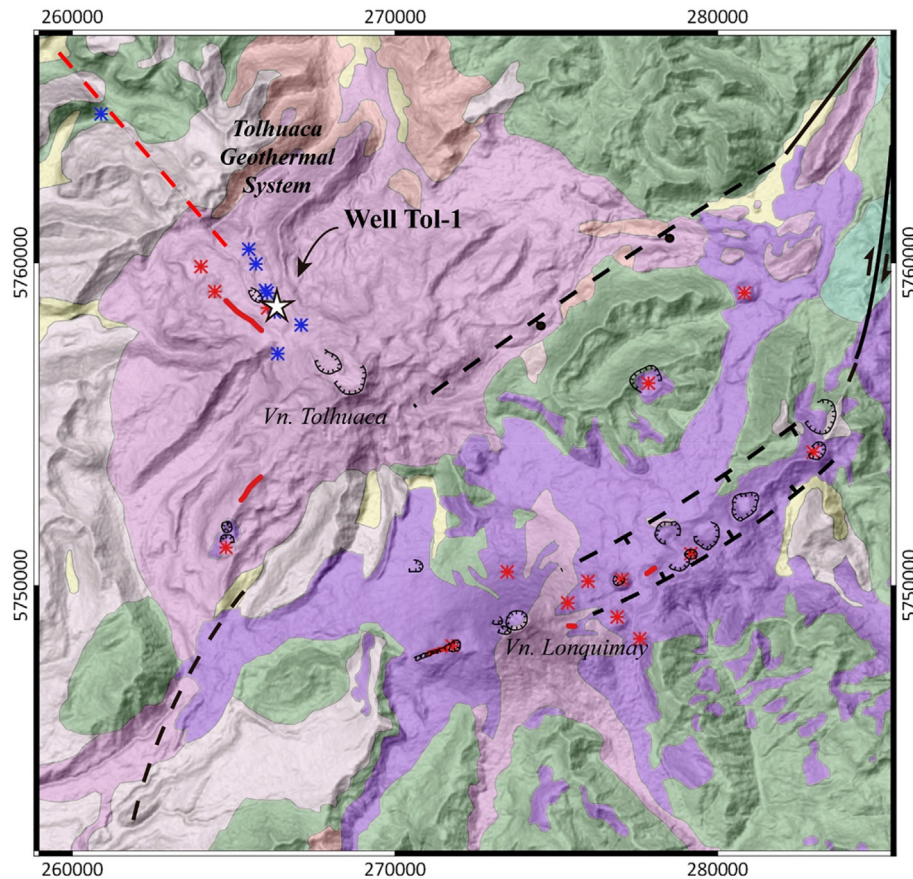 260000 270000 280000
Tolhuaca
Geothermal
System
Well Tol-1
5760000
5760000
Vn. Tolhuaca
5750000
5750000
Vn. Lonquimay
260000 270000 280000